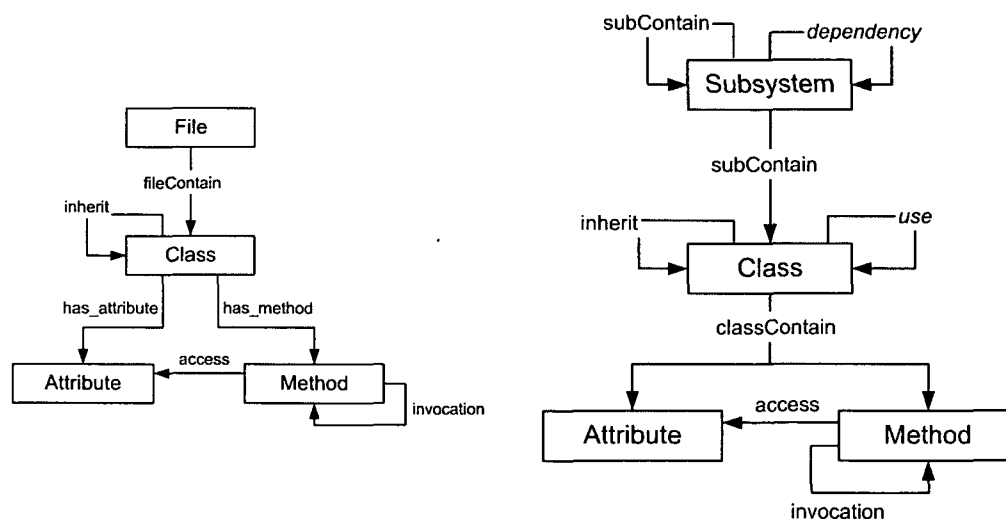 File
fileContain
inherit
Class
has_attribute
has_method
Attribute
access
Method
invocation
subContain
dependency
Subsystem
subContain
inherit
use
Class
classContain
Attribute
access
Method
invocation